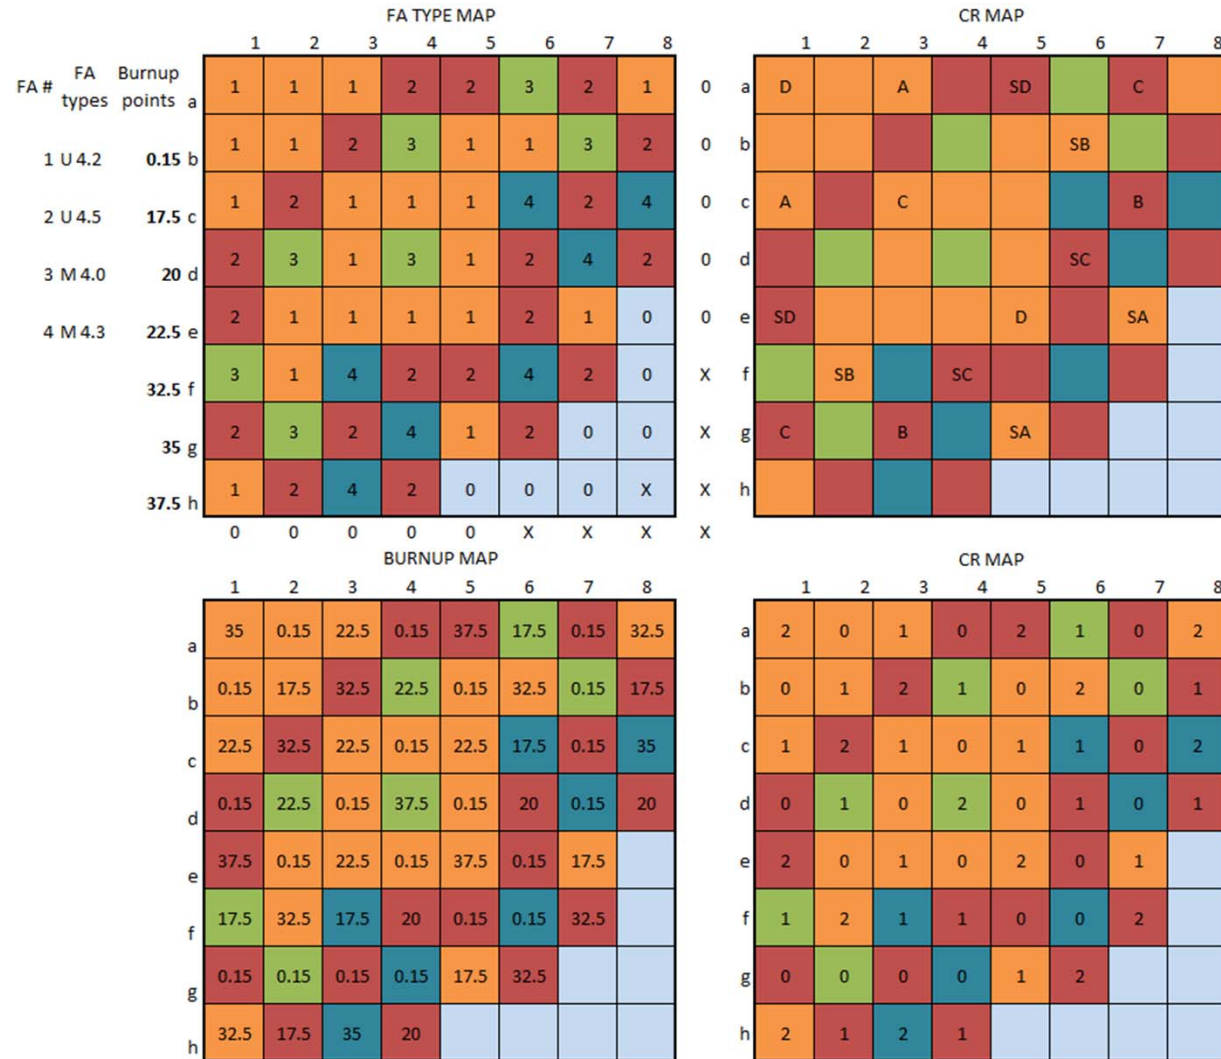 FA TYPE MAP CR MAP
1 2 3 4 5 6 7 8 1 2 3 4 5 6 7 8
FA # FA types Burnup points a 1 1 1 2 2 3 2 1 0 a D A SD C
1 U 4.2 0.15 b 1 1 2 3 1 1 3 2 0 b SB
2 U 4.5 17.5 c 1 2 1 1 1 4 2 4 0 c A C B
3 M 4.0 20 d 2 3 1 3 1 2 4 2 0 d SC
4 M 4.3 22.5 e 2 1 1 1 1 2 1 0 0 e SD D SA
32.5 f 3 1 4 2 2 4 2 0 X f SB SC
35 g 2 3 2 4 1 2 0 0 X g C B SA
37.5 h 1 2 4 2 0 0 0 X X h
0 0 0 0 0 X X X X
BURNUP MAP CR MAP
1 2 3 4 5 6 7 8 1 2 3 4 5 6 7 8
a 35 0.15 22.5 0.15 37.5 17.5 0.15 32.5 a 2 0 1 0 2 1 0 2
b 0.15 17.5 32.5 22.5 0.15 32.5 0.15 17.5 b 0 1 2 1 0 2 0 1
c 22.5 32.5 22.5 0.15 22.5 17.5 0.15 35 c 1 2 1 0 1 1 0 2
d 0.15 22.5 0.15 37.5 0.15 20 0.15 20 d 0 1 0 2 0 1 0 1
e 37.5 0.15 22.5 0.15 37.5 0.15 17.5 e 2 0 1 0 2 0 1
f 17.5 32.5 17.5 20 0.15 0.15 32.5 f 1 2 1 1 0 0 2
g 0.15 0.15 0.15 0.15 17.5 32.5 g 0 0 0 0 1 2
h 32.5 17.5 35 20 h 2 1 2 1